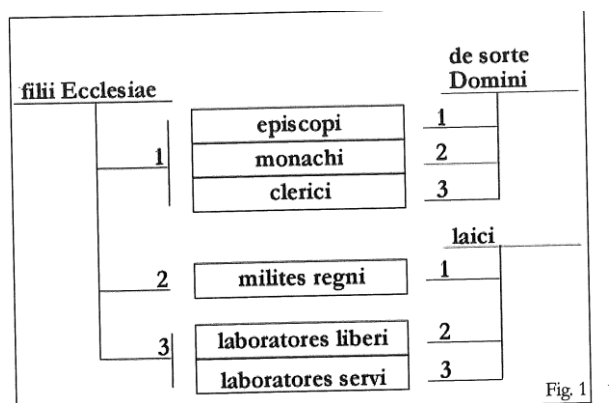 de sorte
Domini
filii Ecclesiae
episcopi 1
1 monachi 2
clerici 3
laici
2 milites regni 1
3 laboratores liberi 2
laboratores servi 3
Fig. 1